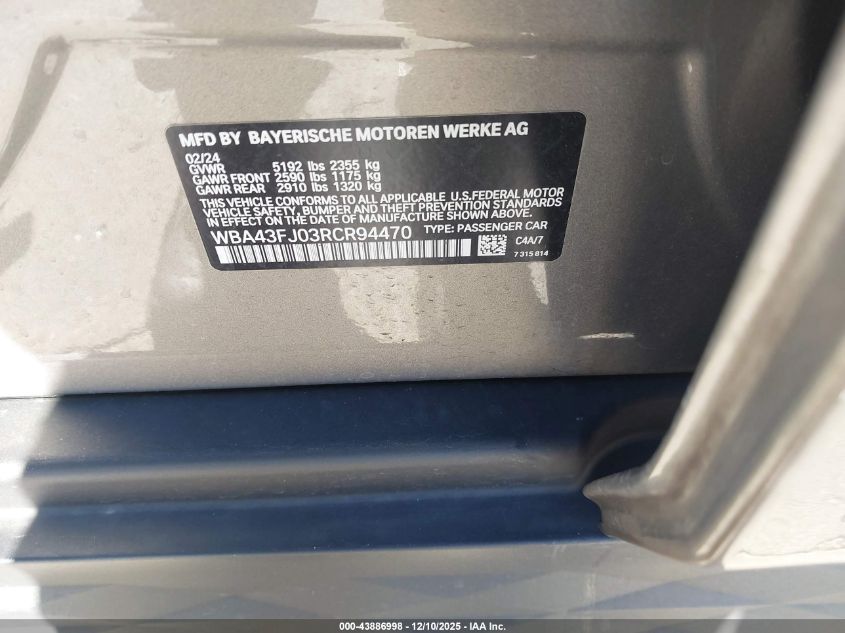 MFD BY BAYERISCHE MOTOREN WERKE AG
02/24
GVWR 5192 lbs 2355 kg
GAWR FRONT 2590 lbs 1175 kg
GAWR REAR 2910 lbs 1320 kg
THIS VEHICLE CONFORMS TO ALL APPLICABLE U.S.FEDERAL MOTOR
VEHICLE SAFETY, BUMPER AND THEFT PREVENTION STANDARDS
IN EFFECT ON THE DATE OF MANUFACTURE SHOWN ABOVE.
WBA43FJ03RCR94470 TYPE: PASSENGER CAR
C4A/7
7 315 814
000-43886998 - 12/10/2025 - IAA Inc.